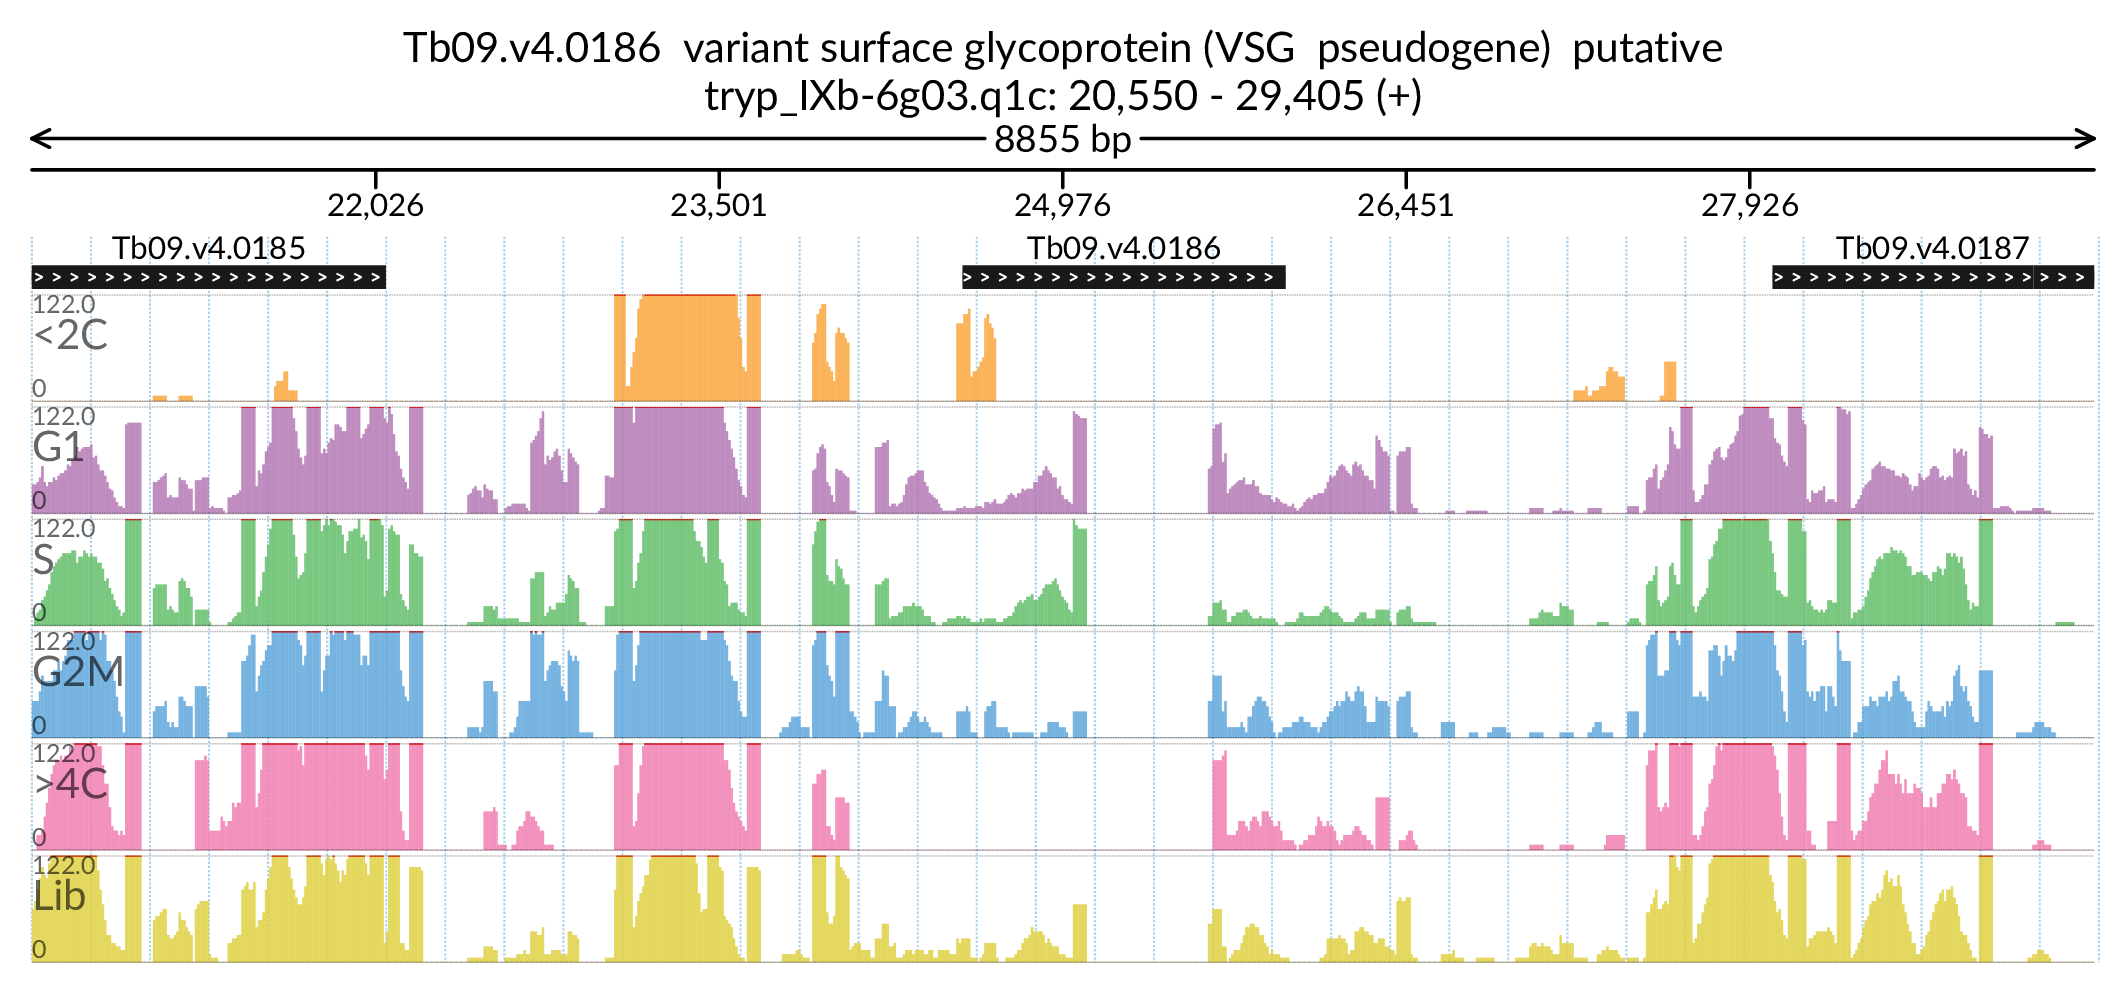 Tb09.v4.0186 variant surface glycoprotein (VSG pseudogene) putative
tryp_IXb-6g03.q1c: 20,550 - 29,405 (+)
8855 bp
22,026 23,501 24,976 26,451 27,926
Tb09.v4.0185 Tb09.v4.0186 Tb09.v4.0187
122.0
<2C
0
122.0
G1
0
122.0
S
0
122.0
G2M
0
122.0
>4C
0
122.0
Lib
0